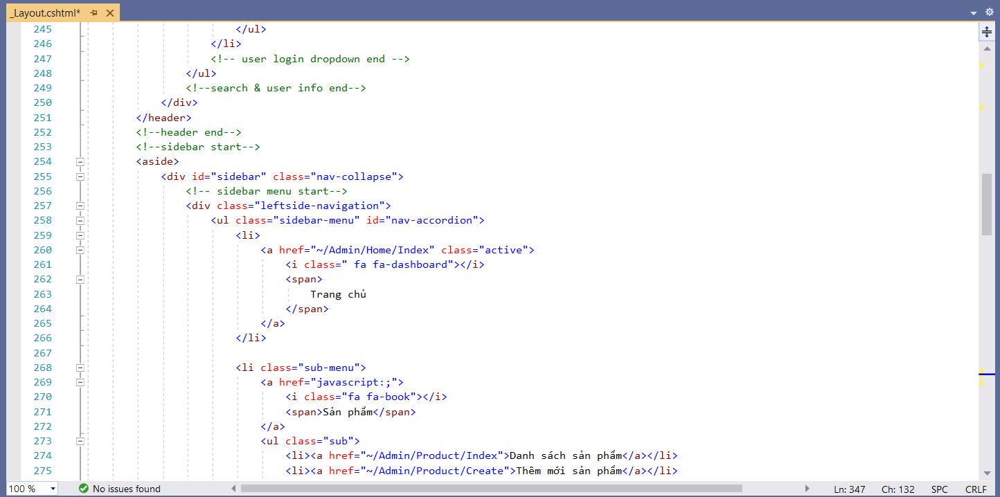 _Layout.cshtml*
245 </ul>
246 </li>
247 <!-- user login dropdown end -->
248 </ul>
249 <!--search & user info end-->
250 </div>
251 </header>
252 <!--header end-->
253 <!--sidebar start-->
254 <aside>
255 <div id="sidebar" class="nav-collapse">
256 <!-- sidebar menu start-->
257 <div class="leftside-navigation">
258 <ul class="sidebar-menu" id="nav-accordion">
259 <li>
260 <a href="~/Admin/Home/Index" class="active">
261 <i class=" fa fa-dashboard"></i>
262 <span>
263 Trang chủ
264 </span>
265 </a>
266 </li>
267
268 <li class="sub-menu">
269 <a href="javascript:;">
270 <i class="fa fa-book"></i>
271 <span>Sản phẩm</span>
272 </a>
273 <ul class="sub">
274 <li><a href="~/Admin/Product/Index">Danh sách sản phẩm</a></li>
275 <li><a href="~/Admin/Product/Create">Thêm mới sản phẩm</a></li>
100 % No issues found Ln: 347 Ch: 132 SPC CRLF